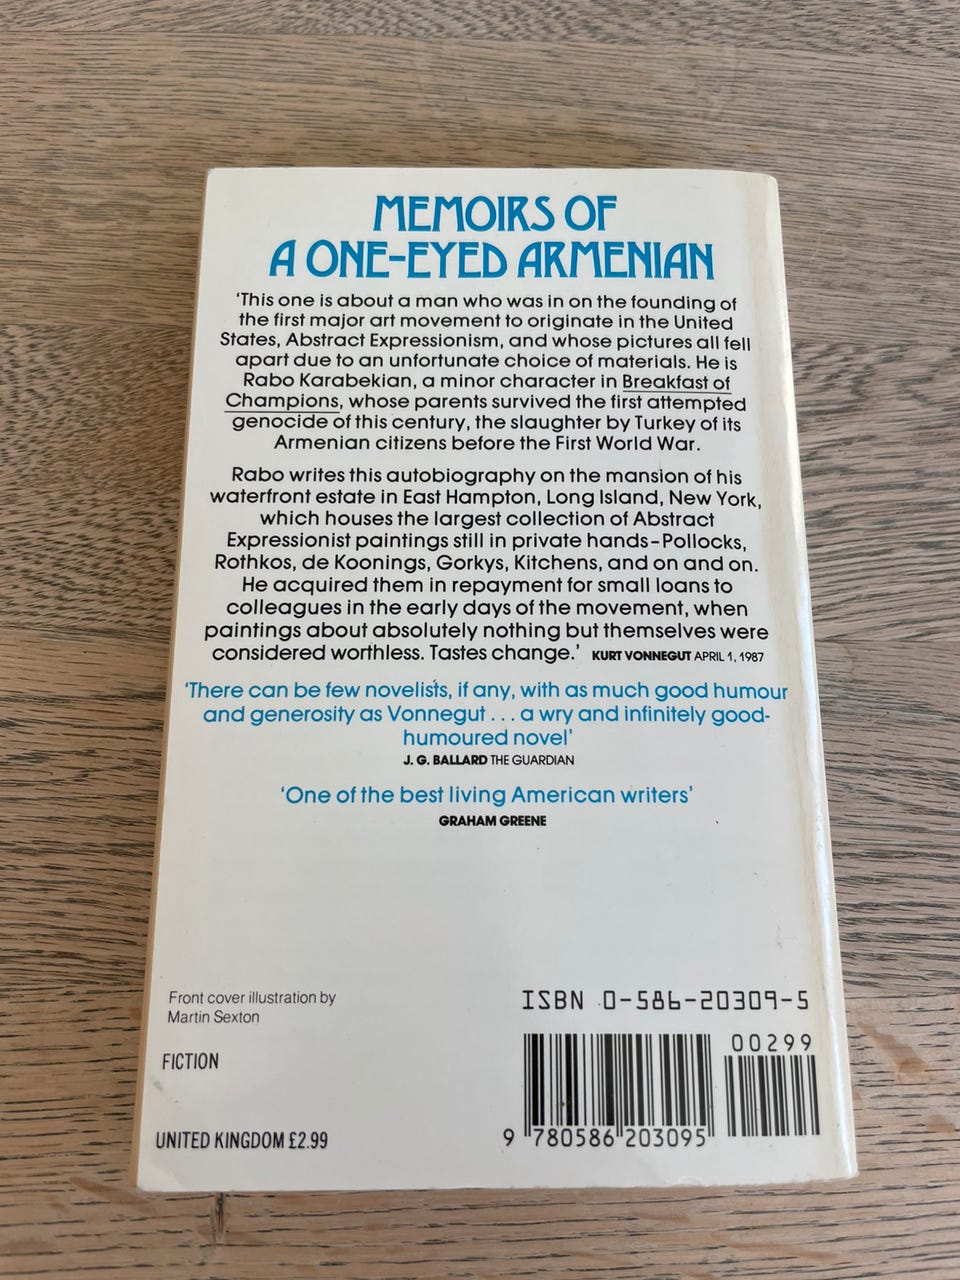 MEMOIRS OF
A ONE-EYED ARMENIAN
'This one is about a man who was in on the founding of
the first major art movement to originate in the United
States, Abstract Expressionism, and whose pictures all fell
apart due to an unfortunate choice of materials. He is
Rabo Karabekian, a minor character in Breakfast of
Champions, whose parents survived the first attempted
genocide of this century, the slaughter by Turkey of its
Armenian citizens before the First World War.
Rabo writes this autobiography on the mansion of his
waterfront estate in East Hampton, Long Island, New York,
which houses the largest collection of Abstract
Expressionist paintings still in private hands–Pollocks,
Rothkos, de Koonings, Gorkys, Kitchens, and on and on.
He acquired them in repayment for small loans to
colleagues in the early days of the movement, when
paintings about absolutely nothing but themselves were
considered worthless. Tastes change.' KURT VONNEGUT APRIL 1, 1987
'There can be few novelists, if any, with as much good humour
and generosity as Vonnegut . . . a wry and infinitely good-
humoured novel'
J. G. BALLARD THE GUARDIAN
'One of the best living American writers'
GRAHAM GREENE
Front cover illustration by
Martin Sexton
FICTION
UNITED KINGDOM £2.99
ISBN 0-586-20309-5
00299
9 780586 203095